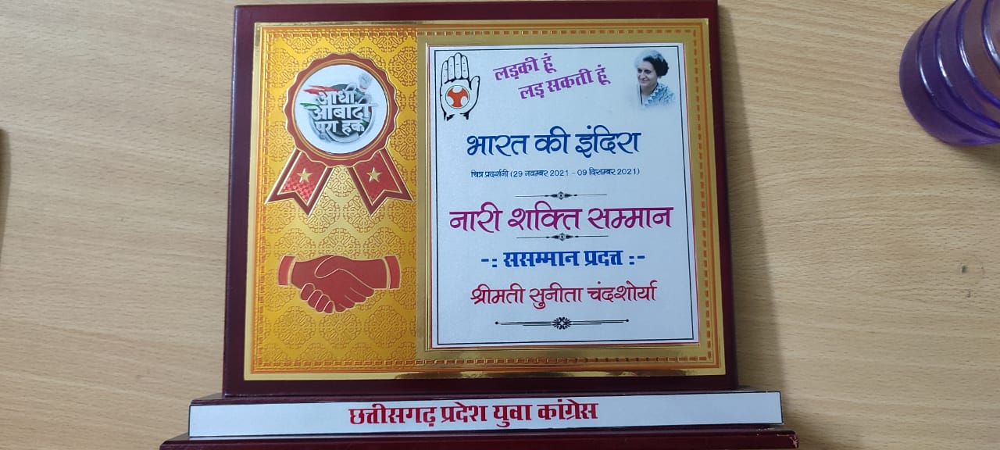 आधी
आबादी
पूरा हक
लड़की हूं
लड़ सकती हूं
भारत की इंदिरा
चित्र प्रदर्शनी (29 नवम्बर 2021 - 09 दिसम्बर 2021)
नारी शक्ति सम्मान
-: ससम्मान प्रदत्त :-
श्रीमती सुनीता चंदशोर्या
छत्तीसगढ़ प्रदेश युवा कांग्रेस